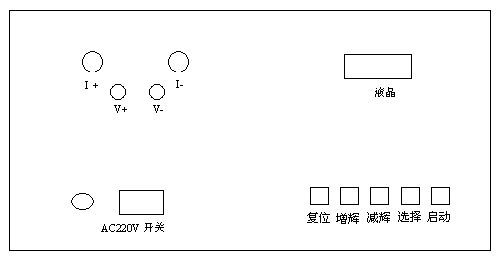 I + I-
V+ V-
液晶
复位 增辉 减辉 选择 启动
AC220V 开关